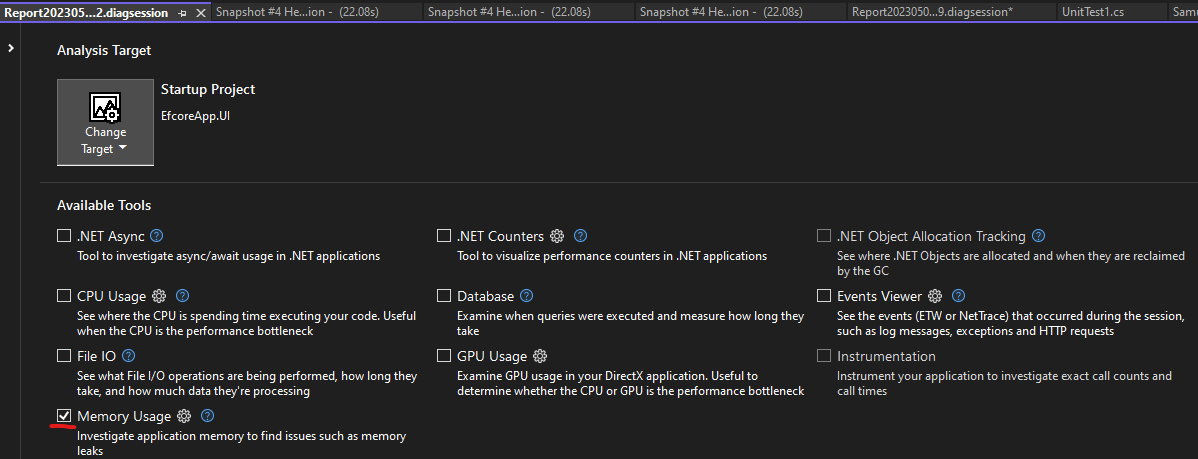 Report202305...2.diagsession
Snapshot #4 He...ion - (22.08s)
Snapshot #4 He...ion - (22.08s)
Snapshot #4 He...ion - (22.08s)
Report2023050...9.diagsession*
UnitTest1.cs
Samu
Analysis Target
Change
Target
Startup Project
EfcoreApp.UI
Available Tools
.NET Async
Tool to investigate async/await usage in .NET applications
.NET Counters
Tool to visualize performance counters in .NET applications
.NET Object Allocation Tracking
See where .NET Objects are allocated and when they are reclaimed
by the GC
CPU Usage
See where the CPU is spending time executing your code. Useful
when the CPU is the performance bottleneck
Database
Examine when queries were executed and measure how long they
take
Events Viewer
See the events (ETW or NetTrace) that occurred during the session,
such as log messages, exceptions and HTTP requests
File IO
See what File I/O operations are being performed, how long they
take, and how much data they're processing
GPU Usage
Examine GPU usage in your DirectX application. Useful to
determine whether the CPU or GPU is the performance bottleneck
Instrumentation
Instrument your application to investigate exact call counts and
call times
Memory Usage
Investigate application memory to find issues such as memory
leaks